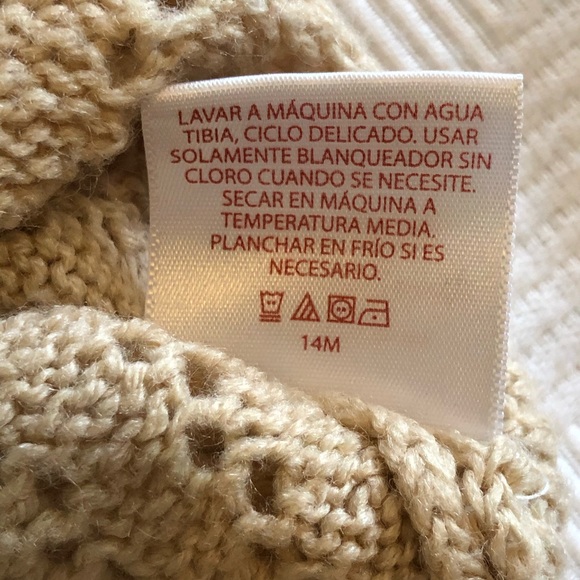 LAVAR A MÁQUINA CON AGUA
TIBIA, CICLO DELICADO. USAR
SOLAMENTE BLANQUEADOR SIN
CLORO CUANDO SE NECESITE.
SECAR EN MÁQUINA A
TEMPERATURA MEDIA.
PLANCHAR EN FRÍO SI ES
NECESARIO.
14M